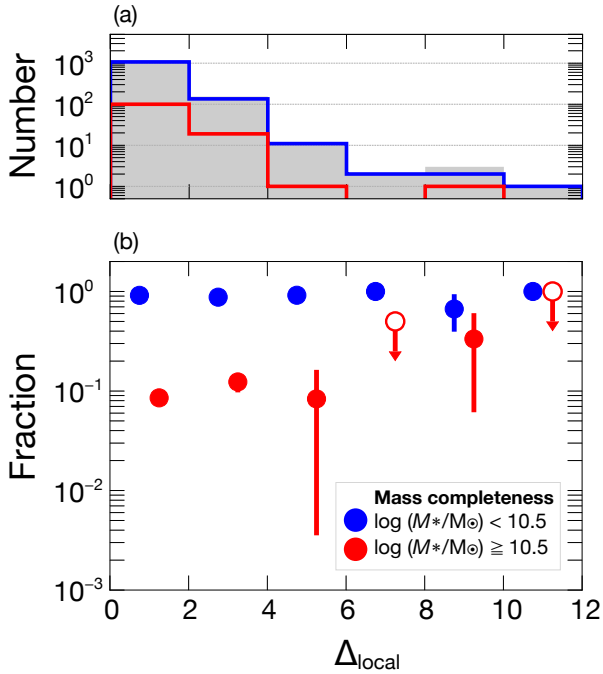 (a)
Number
10³
10²
10¹
10⁰
(b)
Fraction
10⁰
10⁻¹
10⁻²
10⁻³
Mass completeness
log (M*/M⊙) < 10.5
log (M*/M⊙) ≧ 10.5
0 2 4 6 8 10 12
Δlocal